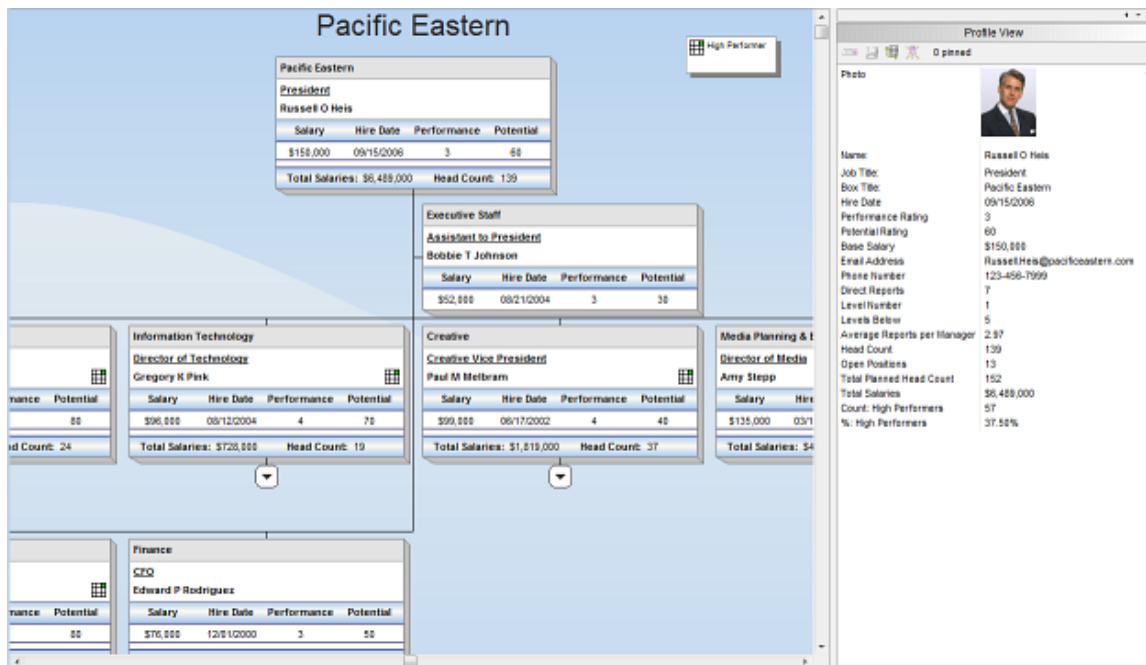 Pacific Eastern
High Performer
Pacific Eastern
President
Russell O Heis
Salary Hire Date Performance Potential
$150,000 09/15/2006 3 60
Total Salaries: $6,489,000 Head Count: 139
Executive Staff
Assistant to President
Bobbie T Johnson
Salary Hire Date Performance Potential
$52,000 08/21/2004 3 30
Potential
80
Count: 24
Information Technology
Director of Technology
Gregory K Pink
Salary Hire Date Performance Potential
$96,000 08/12/2004 4 70
Total Salaries: $728,000 Head Count: 19
Creative
Creative Vice President
Paul M Melbram
Salary Hire Date Performance Potential
$99,000 06/17/2002 4 40
Total Salaries: $1,819,000 Head Count: 37
Media Planning &
Director of Media
Amy Stepp
Salary
$135,000
Total Salaries:
Potential
80
Finance
CFO
Edward P Rodriguez
Salary Hire Date Performance Potential
$76,000 12/01/2000 3 50
Profile View
0 pinned
Photo
Name: Russell O Heis
Job Title: President
Box Title: Pacific Eastern
Hire Date 09/15/2006
Performance Rating 3
Potential Rating 60
Base Salary $150,000
Email Address Russell.Heis@pacificeastern.com
Phone Number 123-456-7999
Direct Reports 7
Level Number 1
Levels Below 5
Average Reports per Manager 2.97
Head Count 139
Open Positions 13
Total Planned Head Count 152
Total Salaries $6,489,000
Count: High Performers 57
%: High Performers 37.50%